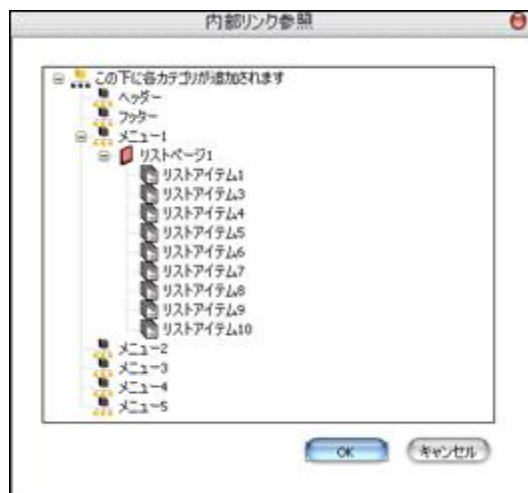 内部リンク参照
この下に各カテゴリが追加されます
ヘッダー
フッター
メニュー1
リストページ1
リストアイテム1
リストアイテム3
リストアイテム4
リストアイテム5
リストアイテム6
リストアイテム7
リストアイテム8
リストアイテム9
リストアイテム10
メニュー2
メニュー3
メニュー4
メニュー5
OK
キャンセル